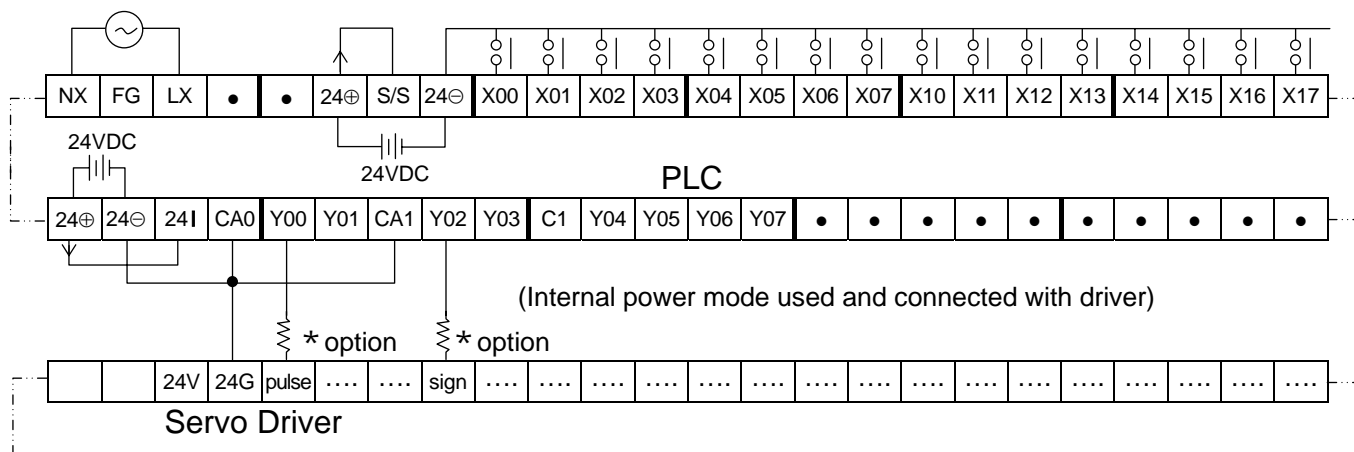 NX FG LX • • 24⊕ S/S 24⊖ X00 X01 X02 X03 X04 X05 X06 X07 X10 X11 X12 X13 X14 X15 X16 X17
24VDC
24VDC
PLC
24⊕ 24⊖ 24I CA0 Y00 Y01 CA1 Y02 Y03 C1 Y04 Y05 Y06 Y07 • • • • • • • • • •
(Internal power mode used and connected with driver)
* option * option
24V 24G pulse .... .... sign .... .... .... .... .... .... .... .... .... .... .... .... .... .... .... ....
Servo Driver